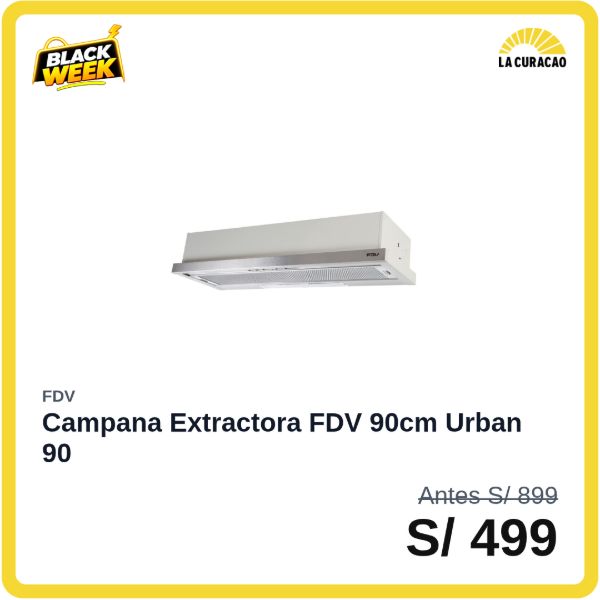 BLACK
WEEK
LA CURACAO
FDV
Campana Extractora FDV 90cm Urban
90
Antes S/ 899
S/ 499